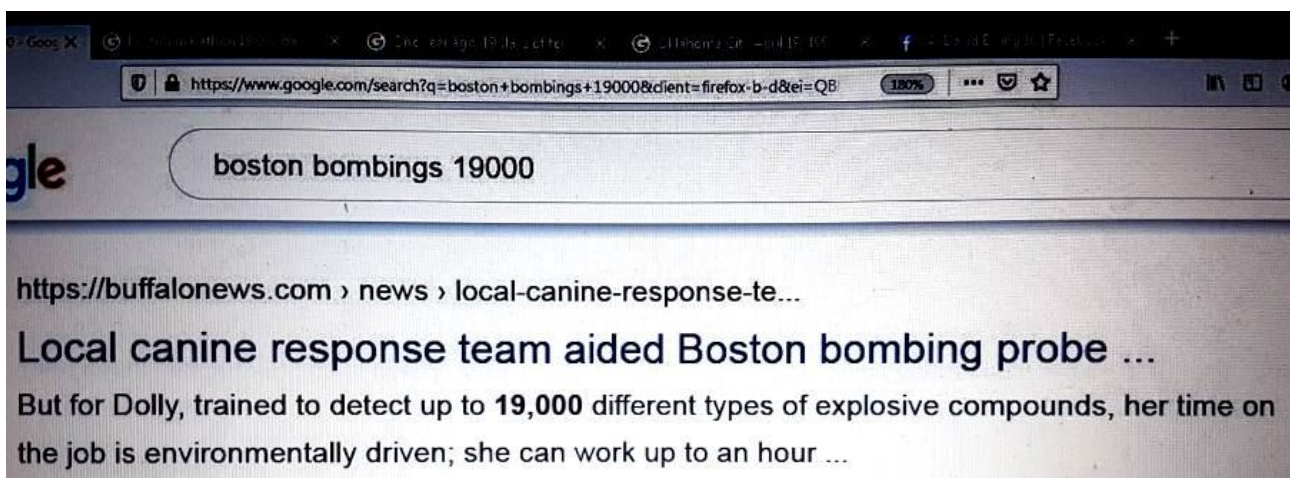 https://www.google.com/search?q=boston+bombings+19000&client=firefox-b-d&ei=QB 180%
gle boston bombings 19000
https://buffalonews.com › news › local-canine-response-te...
Local canine response team aided Boston bombing probe ...
But for Dolly, trained to detect up to 19,000 different types of explosive compounds, her time on
the job is environmentally driven; she can work up to an hour ...